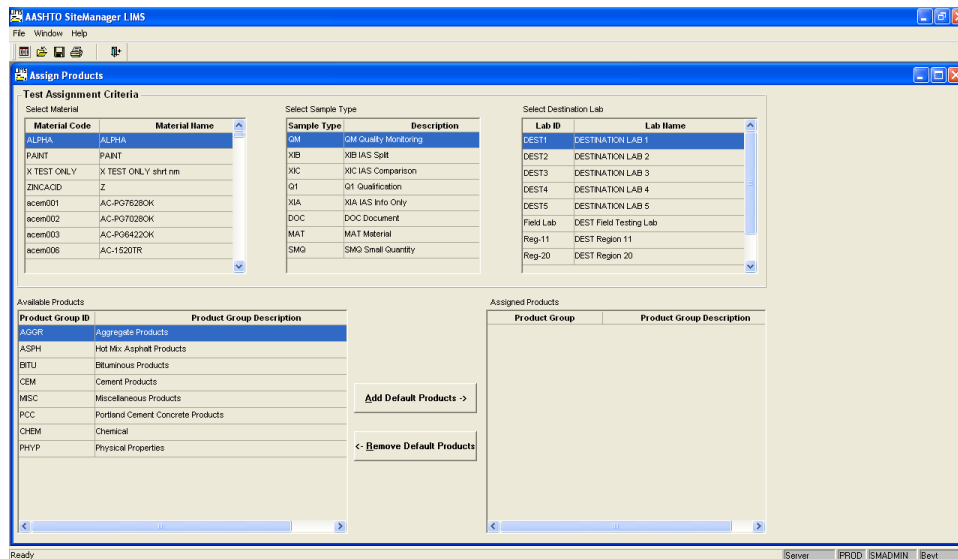 AASHTO SiteManager LIMS
File Window Help
Assign Products
Test Assignment Criteria
Select Material
Material Code Material Name
ALPHA ALPHA
PAINT PAINT
X TEST ONLY X TEST ONLY shrt nm
ZINCACID Z
acem001 AC-PG7628OK
acem002 AC-PG7028OK
acem003 AC-PG6422OK
acem006 AC-1520TR
Select Sample Type
Sample Type Description
QM QM Quality Monitoring
XIB XIB IAS Split
XIC XIC IAS Comparison
Q1 Q1 Qualification
XIA XIA IAS Info Only
DOC DOC Document
MAT MAT Material
SMQ SMQ Small Quantity
Select Destination Lab
Lab ID Lab Name
DEST1 DESTINATION LAB 1
DEST2 DESTINATION LAB 2
DEST3 DESTINATION LAB 3
DEST4 DESTINATION LAB 4
DEST5 DESTINATION LAB 5
Field Lab DEST Field Testing Lab
Reg-11 DEST Region 11
Reg-20 DEST Region 20
Available Products
Product Group ID Product Group Description
AGGR Aggregate Products
ASPH Hot Mix Asphalt Products
BITU Bituminous Products
CEM Cement Products
MISC Miscellaneous Products
PCC Portland Cement Concrete Products
CHEM Chemical
PHYP Physical Properties
Add Default Products ->
<- Remove Default Products
Assigned Products
Product Group Product Group Description
Ready Server PROD SMADMIN Bevt